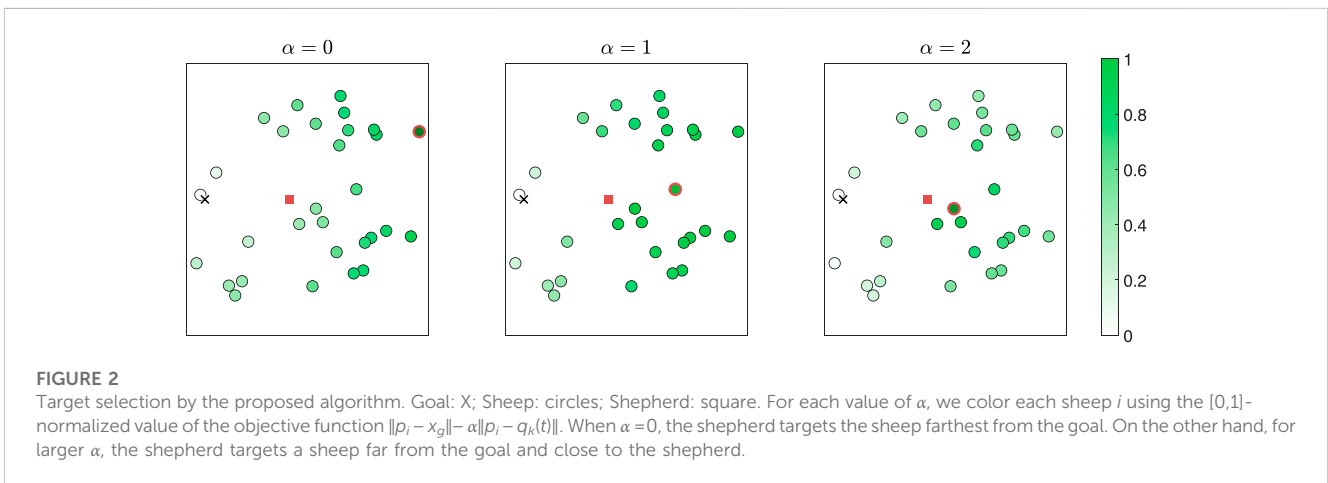 α = 0
α = 1
α = 2
1
0.8
0.6
0.4
0.2
0
FIGURE 2
Target selection by the proposed algorithm. Goal: X; Sheep: circles; Shepherd: square. For each value of α, we color each sheep i using the [0,1]-
normalized value of the objective function ‖pᵢ − x_g‖− α‖pᵢ − qₖ(t)‖. When α =0, the shepherd targets the sheep farthest from the goal. On the other hand, for
larger α, the shepherd targets a sheep far from the goal and close to the shepherd.